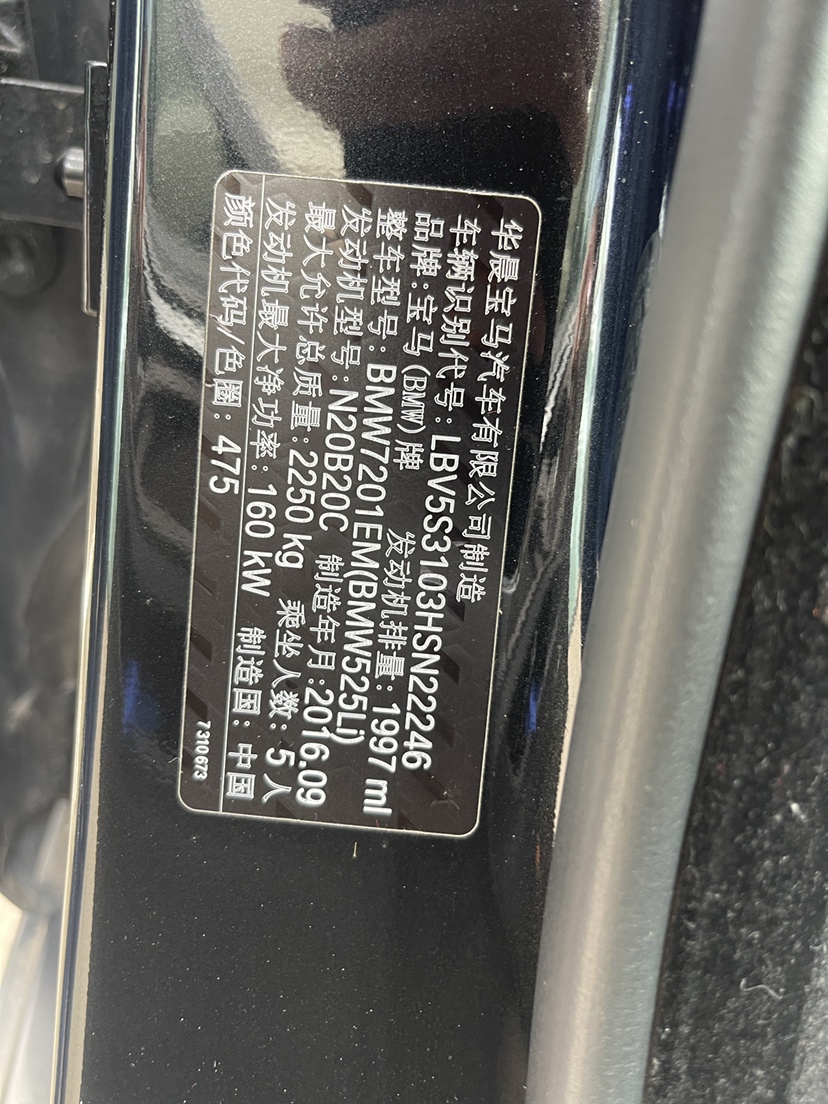 华晨宝马汽车有限公司制造
车辆识别代号: LBV5S3103HSN22246
品牌:宝马(BMW)牌 发动机排量: 1997 ml
整车型号: BMW7201EM(BMW525Li)
发动机型号: N20B20C 制造年月:2016.09
最大允许总质量:2250 kg 乘坐人数: 5人
发动机最大净功率: 160 kW 制造国: 中国
颜色代码/色圈: 475
7310673